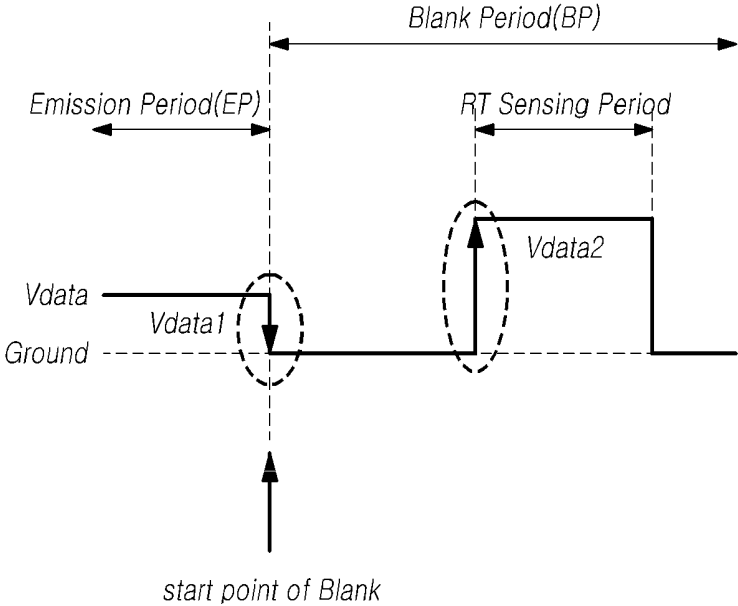 Blank Period(BP)
Emission Period(EP)
RT Sensing Period
Vdata2
Vdata
Vdata1
Ground
start point of Blank